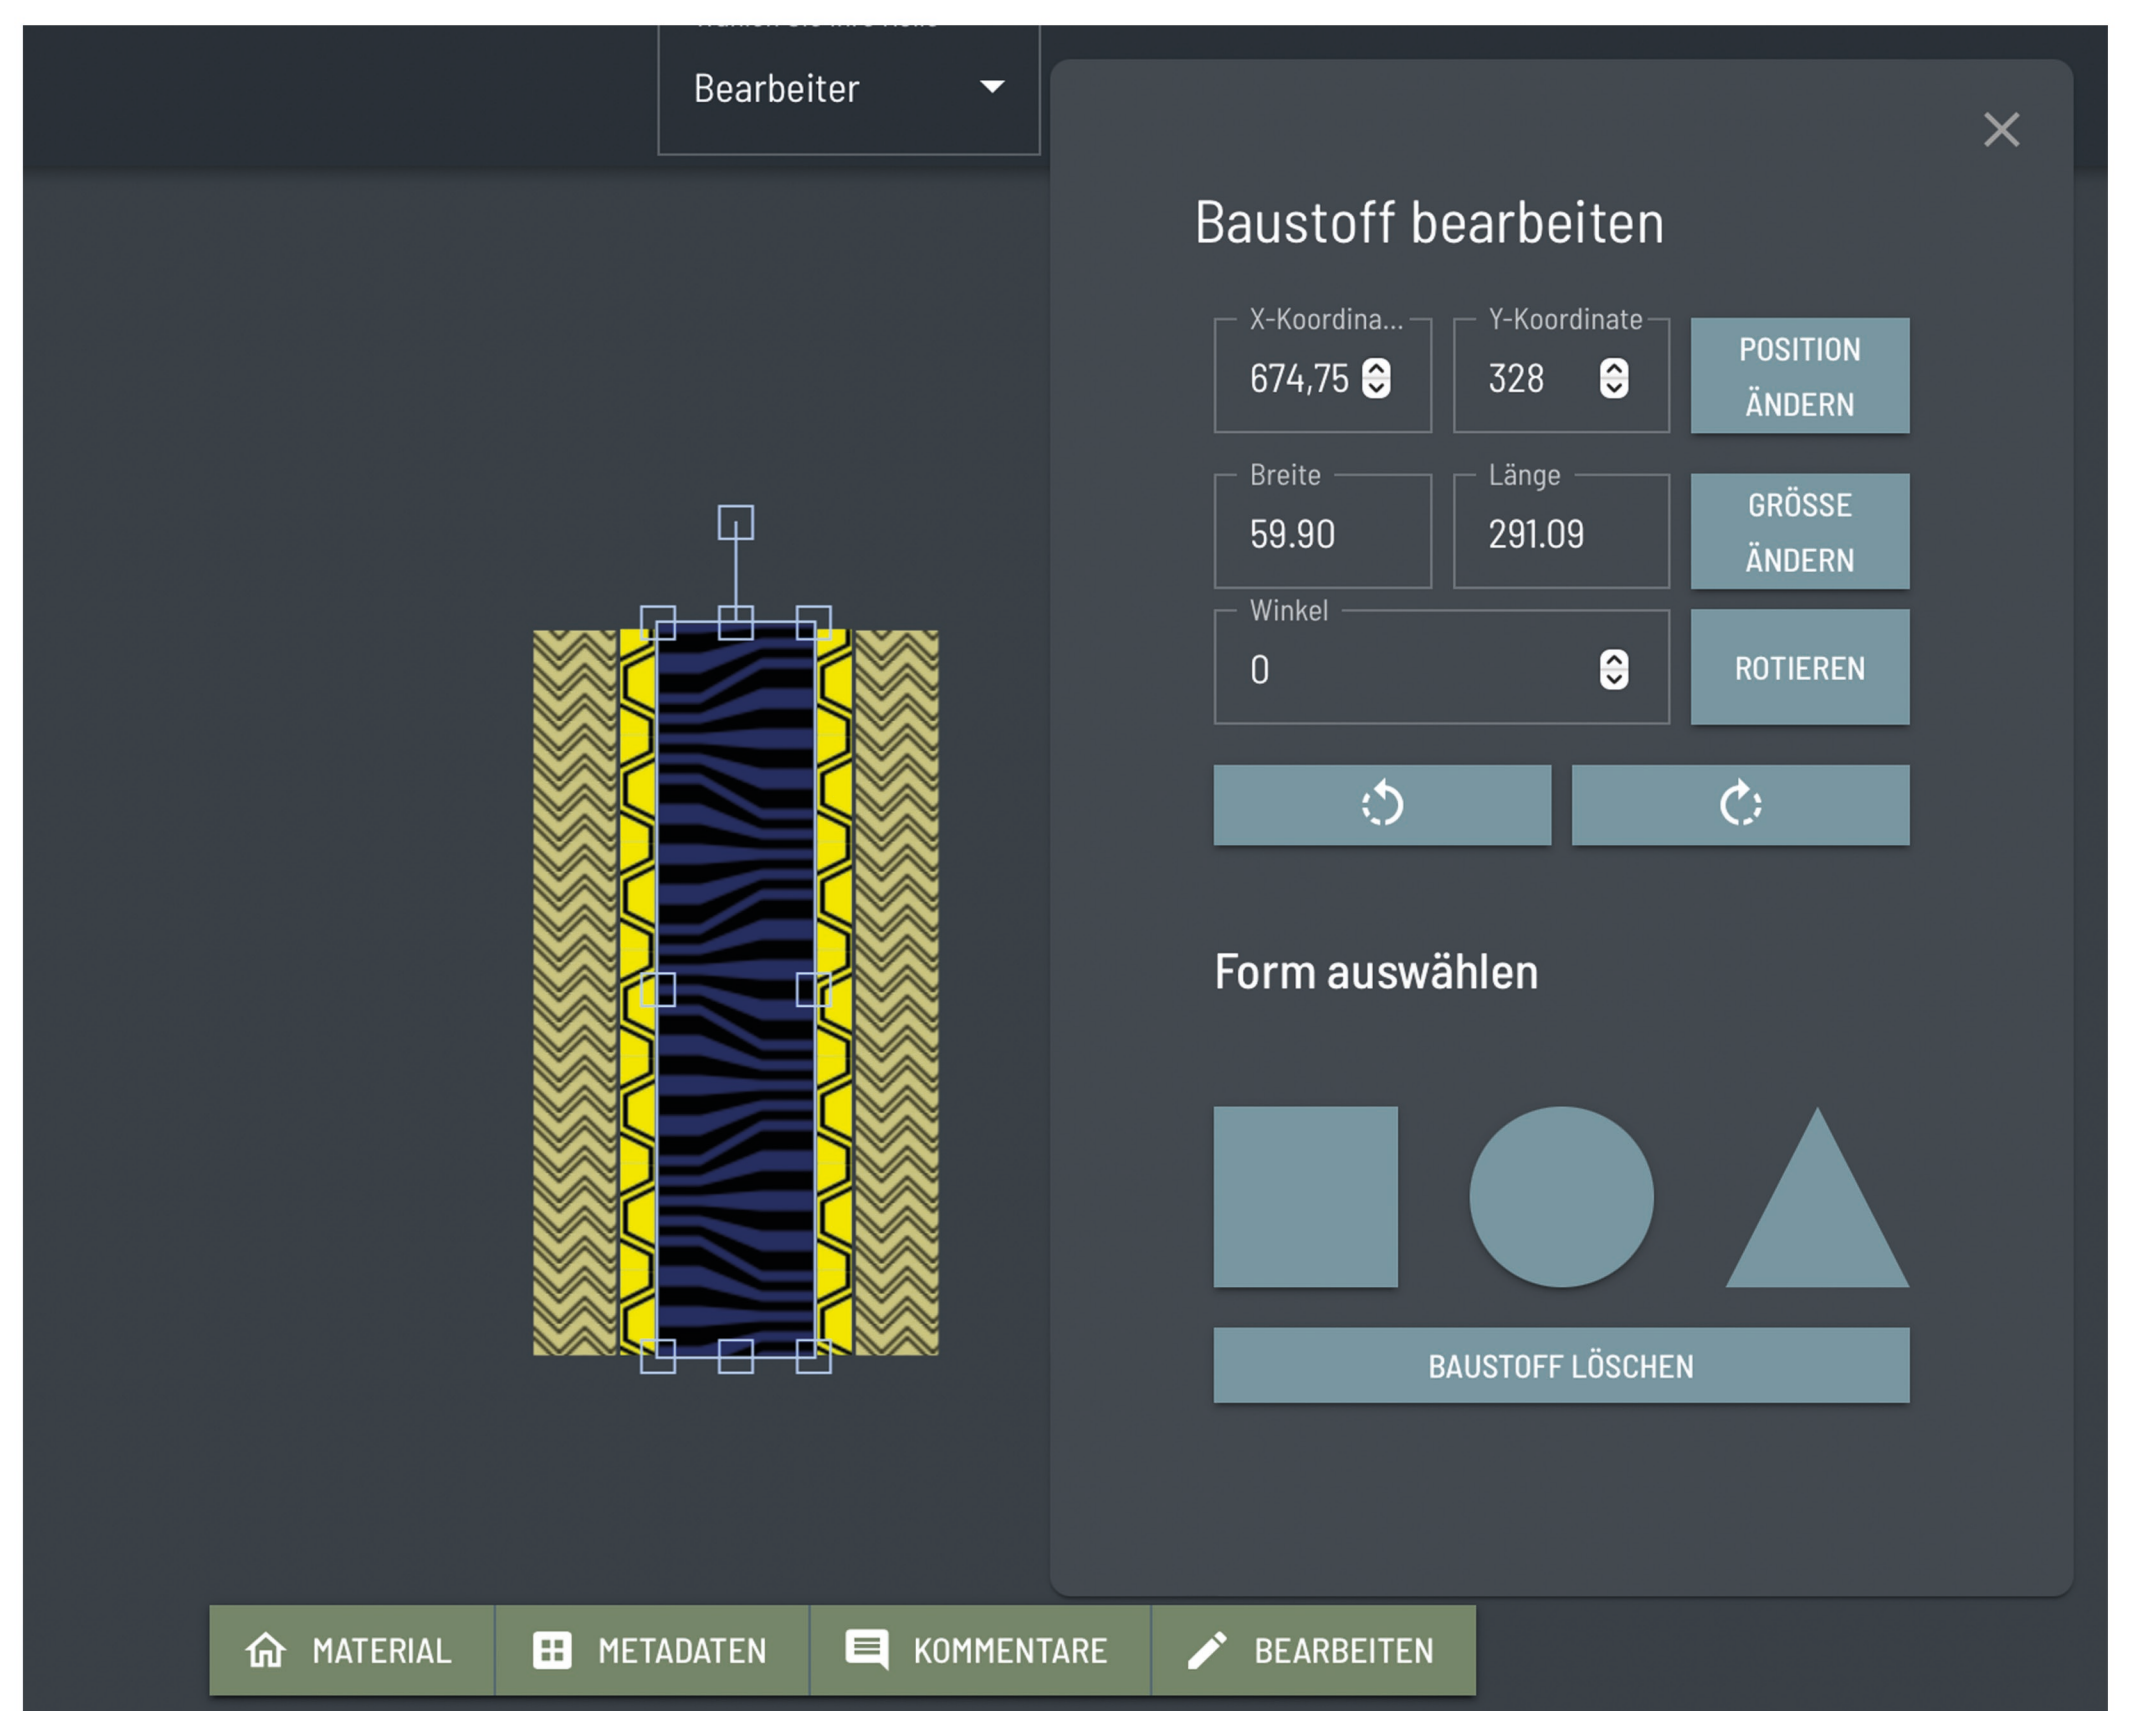 Bearbeiter
Baustoff bearbeiten
X-Koordina...
Y-Koordinate
674,75
328
POSITION
ÄNDERN
Breite
Länge
59.90
291.09
GRÖSSE
ÄNDERN
Winkel
0
ROTIEREN
Form auswählen
BAUSTOFF LÖSCHEN
MATERIAL
METADATEN
KOMMENTARE
BEARBEITEN